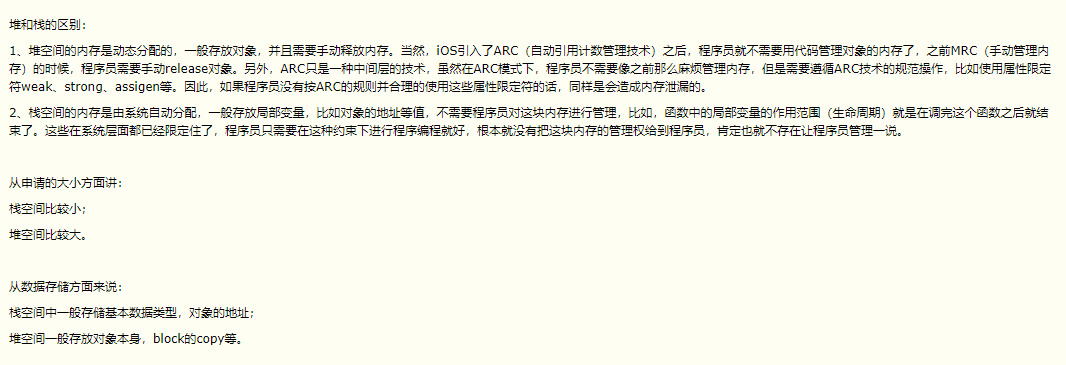 堆和栈的区别：
1、堆空间的内存是动态分配的，一般存放对象，并且需要手动释放内存。当然，iOS引入了ARC（自动引用计数管理技术）之后，程序员就不需要用代码管理对象的内存了，之前MRC（手动管理内
存）的时候，程序员需要手动release对象。另外，ARC只是一种中间层的技术，虽然在ARC模式下，程序员不需要像之前那么麻烦管理内存，但是需要遵循ARC技术的规范操作，比如使用属性限定
符weak、strong、assigen等。因此，如果程序员没有按ARC的规则并合理的使用这些属性限定符的话，同样是会造成内存泄漏的。
2、栈空间的内存是由系统自动分配，一般存放局部变量，比如对象的地址等值，不需要程序员对这块内存进行管理，比如，函数中的局部变量的作用范围（生命周期）就是在调完这个函数之后就结
束了。这些在系统层面都已经限定住了，程序员只需要在这种约束下进行程序编程就好，根本就没有把这块内存的管理权给到程序员，肯定也就不存在让程序员管理一说。
从申请的大小方面讲：
栈空间比较小；
堆空间比较大。
从数据存储方面来说：
栈空间中一般存储基本数据类型，对象的地址；
堆空间一般存放对象本身，block的copy等。